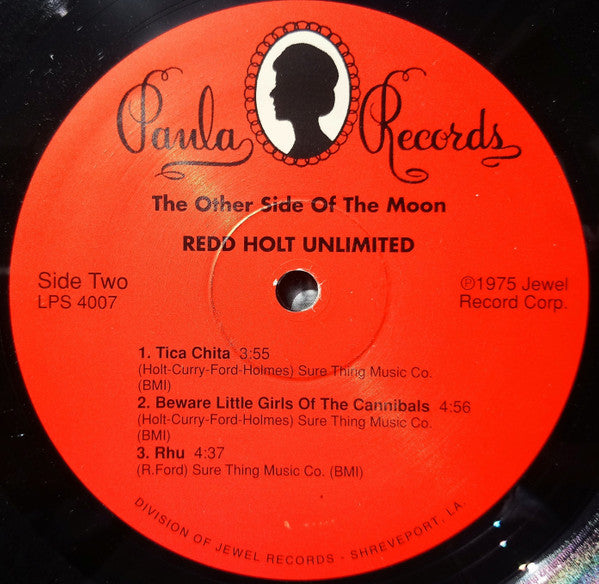 Paula Records
The Other Side Of The Moon
REDD HOLT UNLIMITED
Side Two
LPS 4007
℗1975 Jewel
Record Corp.
1. Tica Chita 3:55
(Holt-Curry-Ford-Holmes) Sure Thing Music Co.
(BMI)
2. Beware Little Girls Of The Cannibals 4:56
(Holt-Curry-Ford-Holmes) Sure Thing Music Co.
(BMI)
3. Rhu 4:37
(R.Ford) Sure Thing Music Co. (BMI)
DIVISION OF JEWEL RECORDS - SHREVEPORT, LA.